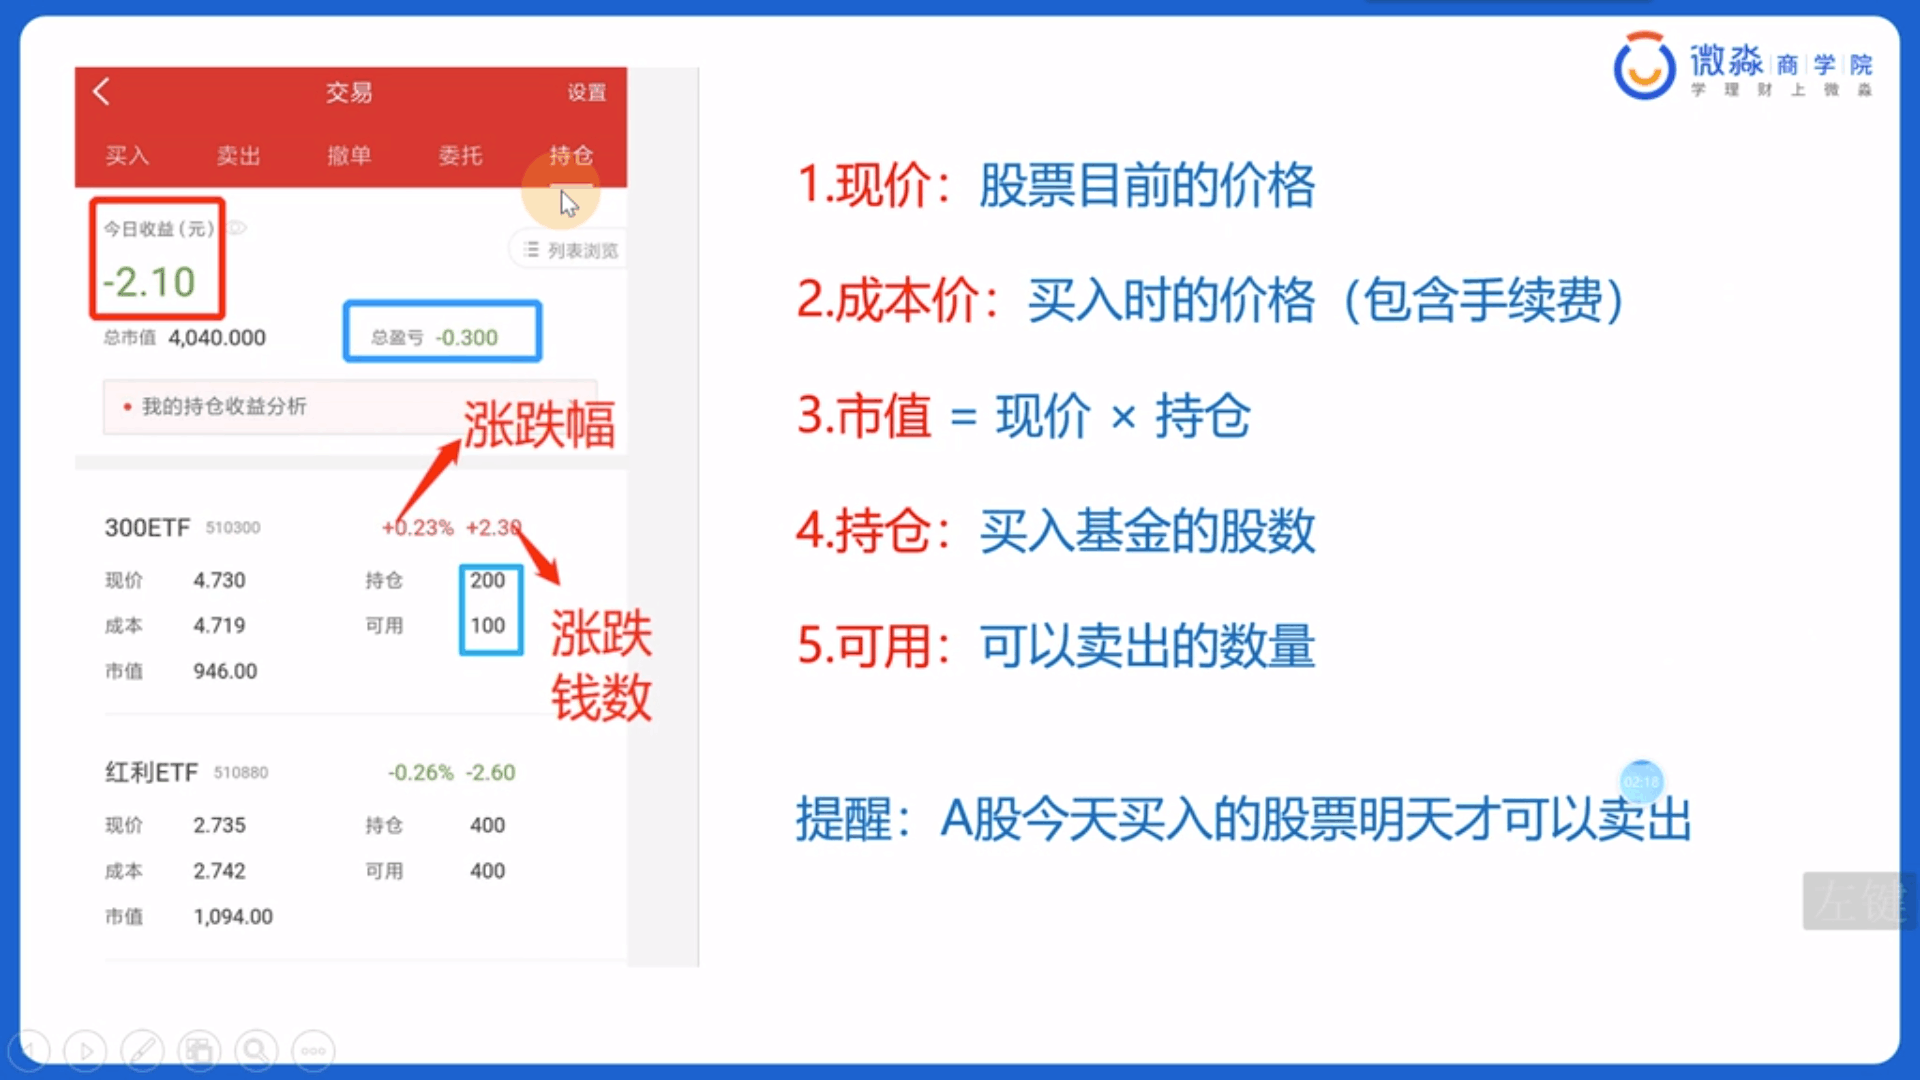 微淼 商 学 院
学 理 财 上 微 淼
交易
设置
买入 卖出 撤单 委托 持仓
今日收益(元)
列表浏览
-2.10
总市值 4,040.000
总盈亏 -0.300
我的持仓收益分析
涨跌幅
300ETF 510300 +0.23% +2.30
现价 4.730 持仓 200
成本 4.719 可用 100
市值 946.00
涨跌
钱数
红利ETF 510880 -0.26% -2.60
现价 2.735 持仓 400
成本 2.742 可用 400
市值 1,094.00
1.现价：股票目前的价格
2.成本价：买入时的价格（包含手续费）
3.市值 = 现价 × 持仓
4.持仓：买入基金的股数
5.可用：可以卖出的数量
02:18
提醒：A股今天买入的股票明天才可以卖出
左键